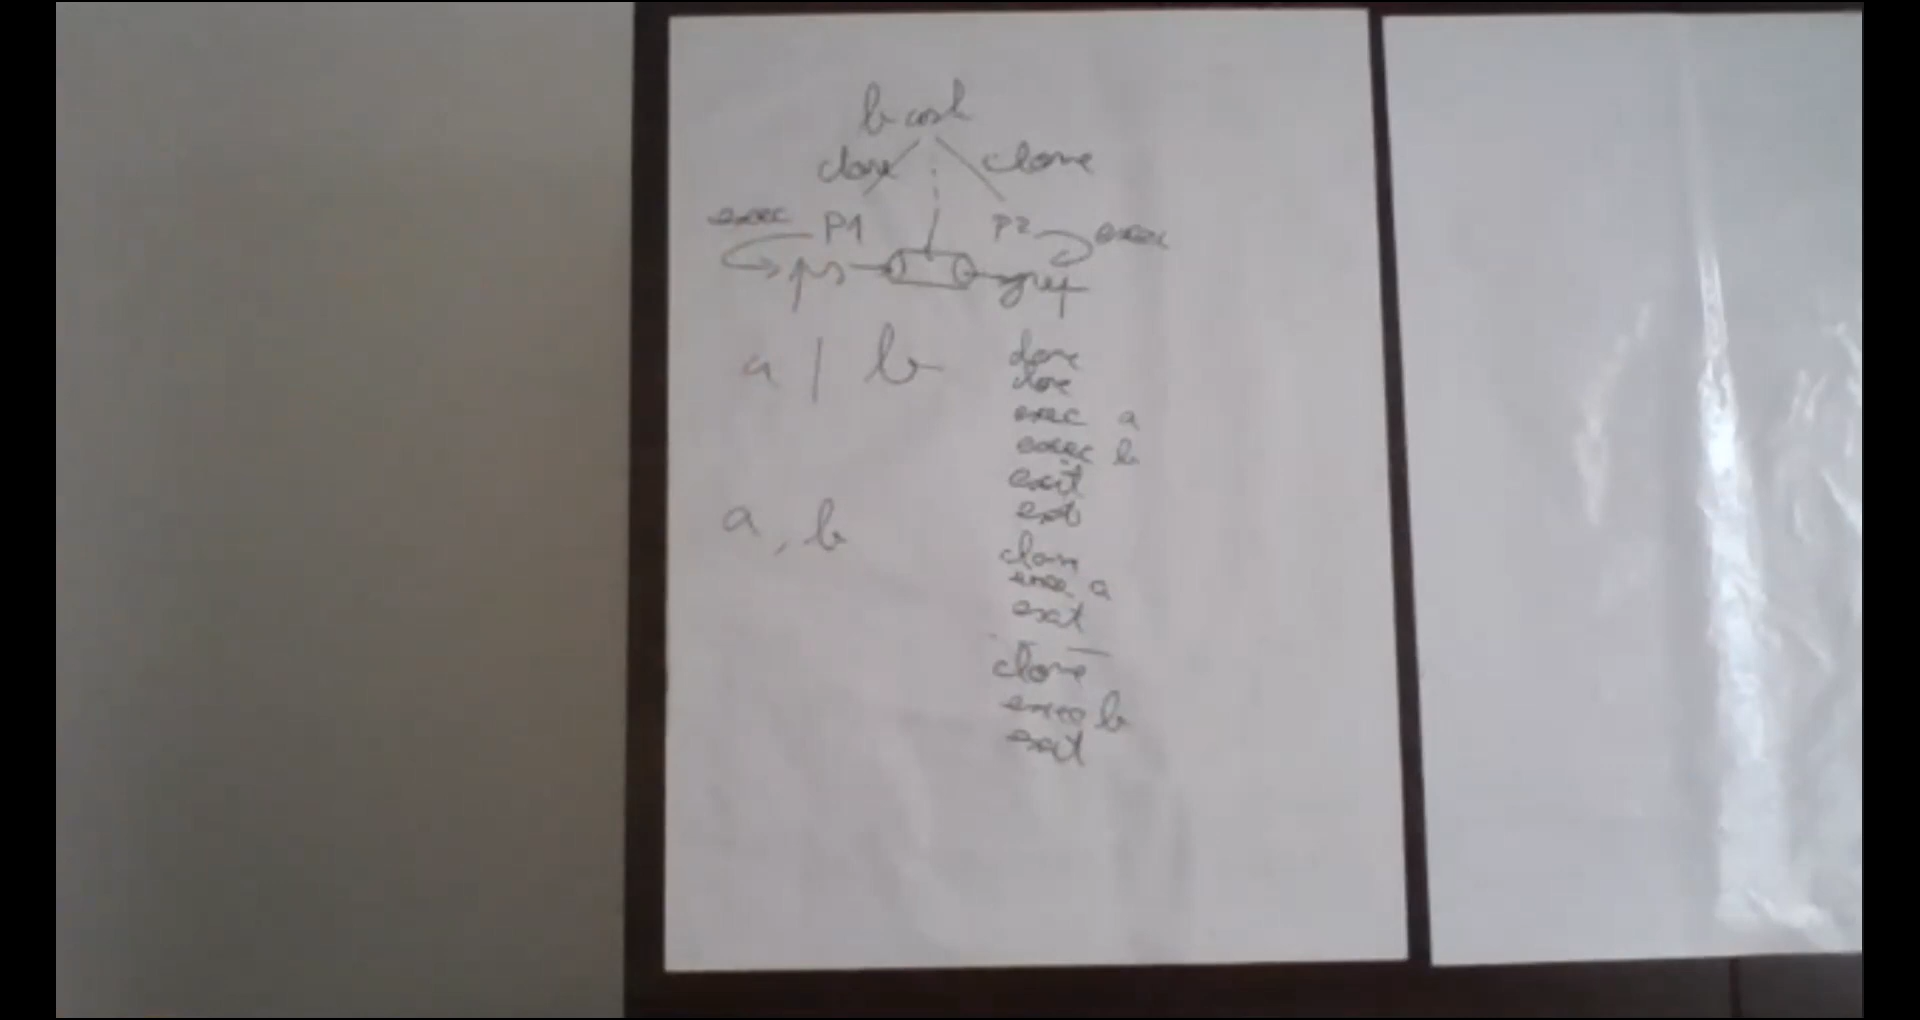 bash
clone clone
exec P1 P2 exec
ps grep
a | b
clone
clone
exec a
exec b
exit
exit
a, b
clone
exec a
exit
clone
exec b
exit